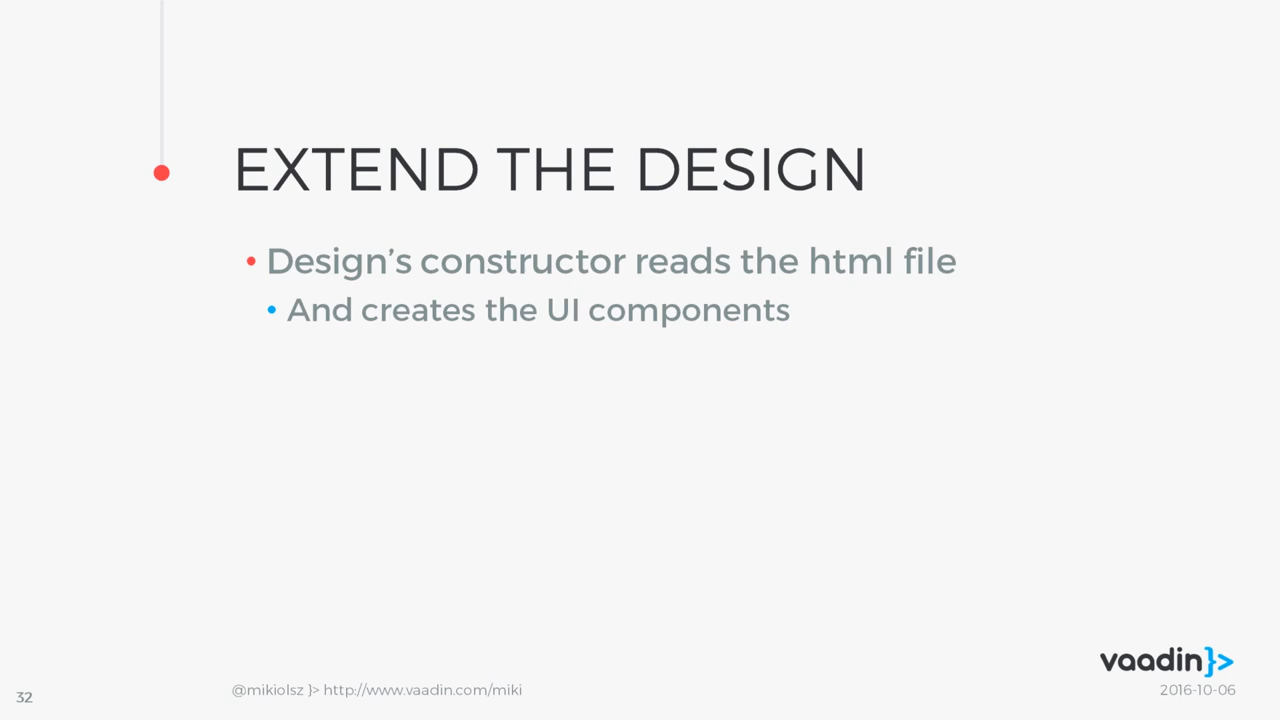 EXTEND THE DESIGN
• Design’s constructor reads the html file
• And creates the UI components
vaadin}>
32
@mikiolsz }> http://www.vaadin.com/miki
2016-10-06